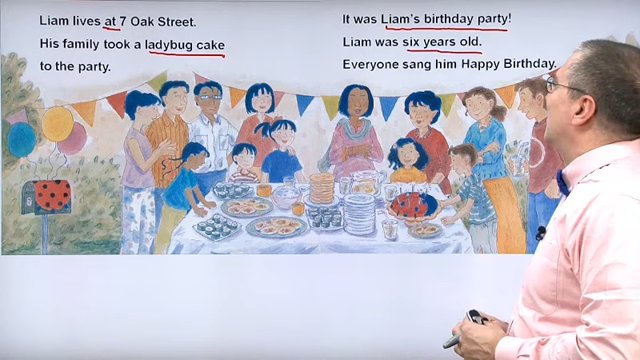 Liam lives at 7 Oak Street.
His family took a ladybug cake
to the party.
It was Liam's birthday party!
Liam was six years old.
Everyone sang him Happy Birthday.